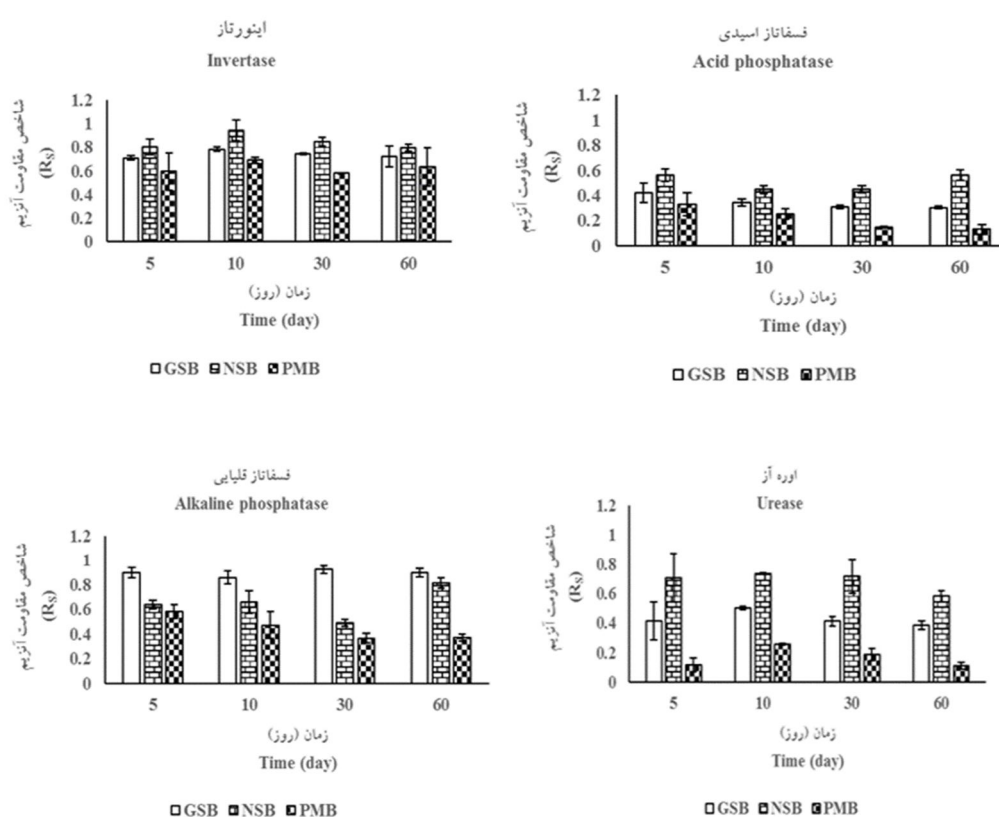 اینورتاز
Invertase
شاخص مقاومت آنزیم
(RS)
1.2
1
0.8
0.6
0.4
0.2
0
5 10 30 60
زمان (روز)
Time (day)
GSB NSB PMB
فسفاتاز اسیدی
Acid phosphatase
شاخص مقاومت آنزیم
(RS)
1.2
1
0.8
0.6
0.4
0.2
0
5 10 30 60
زمان (روز)
Time (day)
GSB NSB PMB
فسفاتاز قلیایی
Alkaline phosphatase
شاخص مقاومت آنزیم
(RS)
1.2
1
0.8
0.6
0.4
0.2
0
5 10 30 60
زمان (روز)
Time (day)
GSB NSB PMB
اوره آز
Urease
شاخص مقاومت آنزیم
(RS)
1.2
1
0.8
0.6
0.4
0.2
0
5 10 30 60
زمان (روز)
Time (day)
GSB NSB PMB